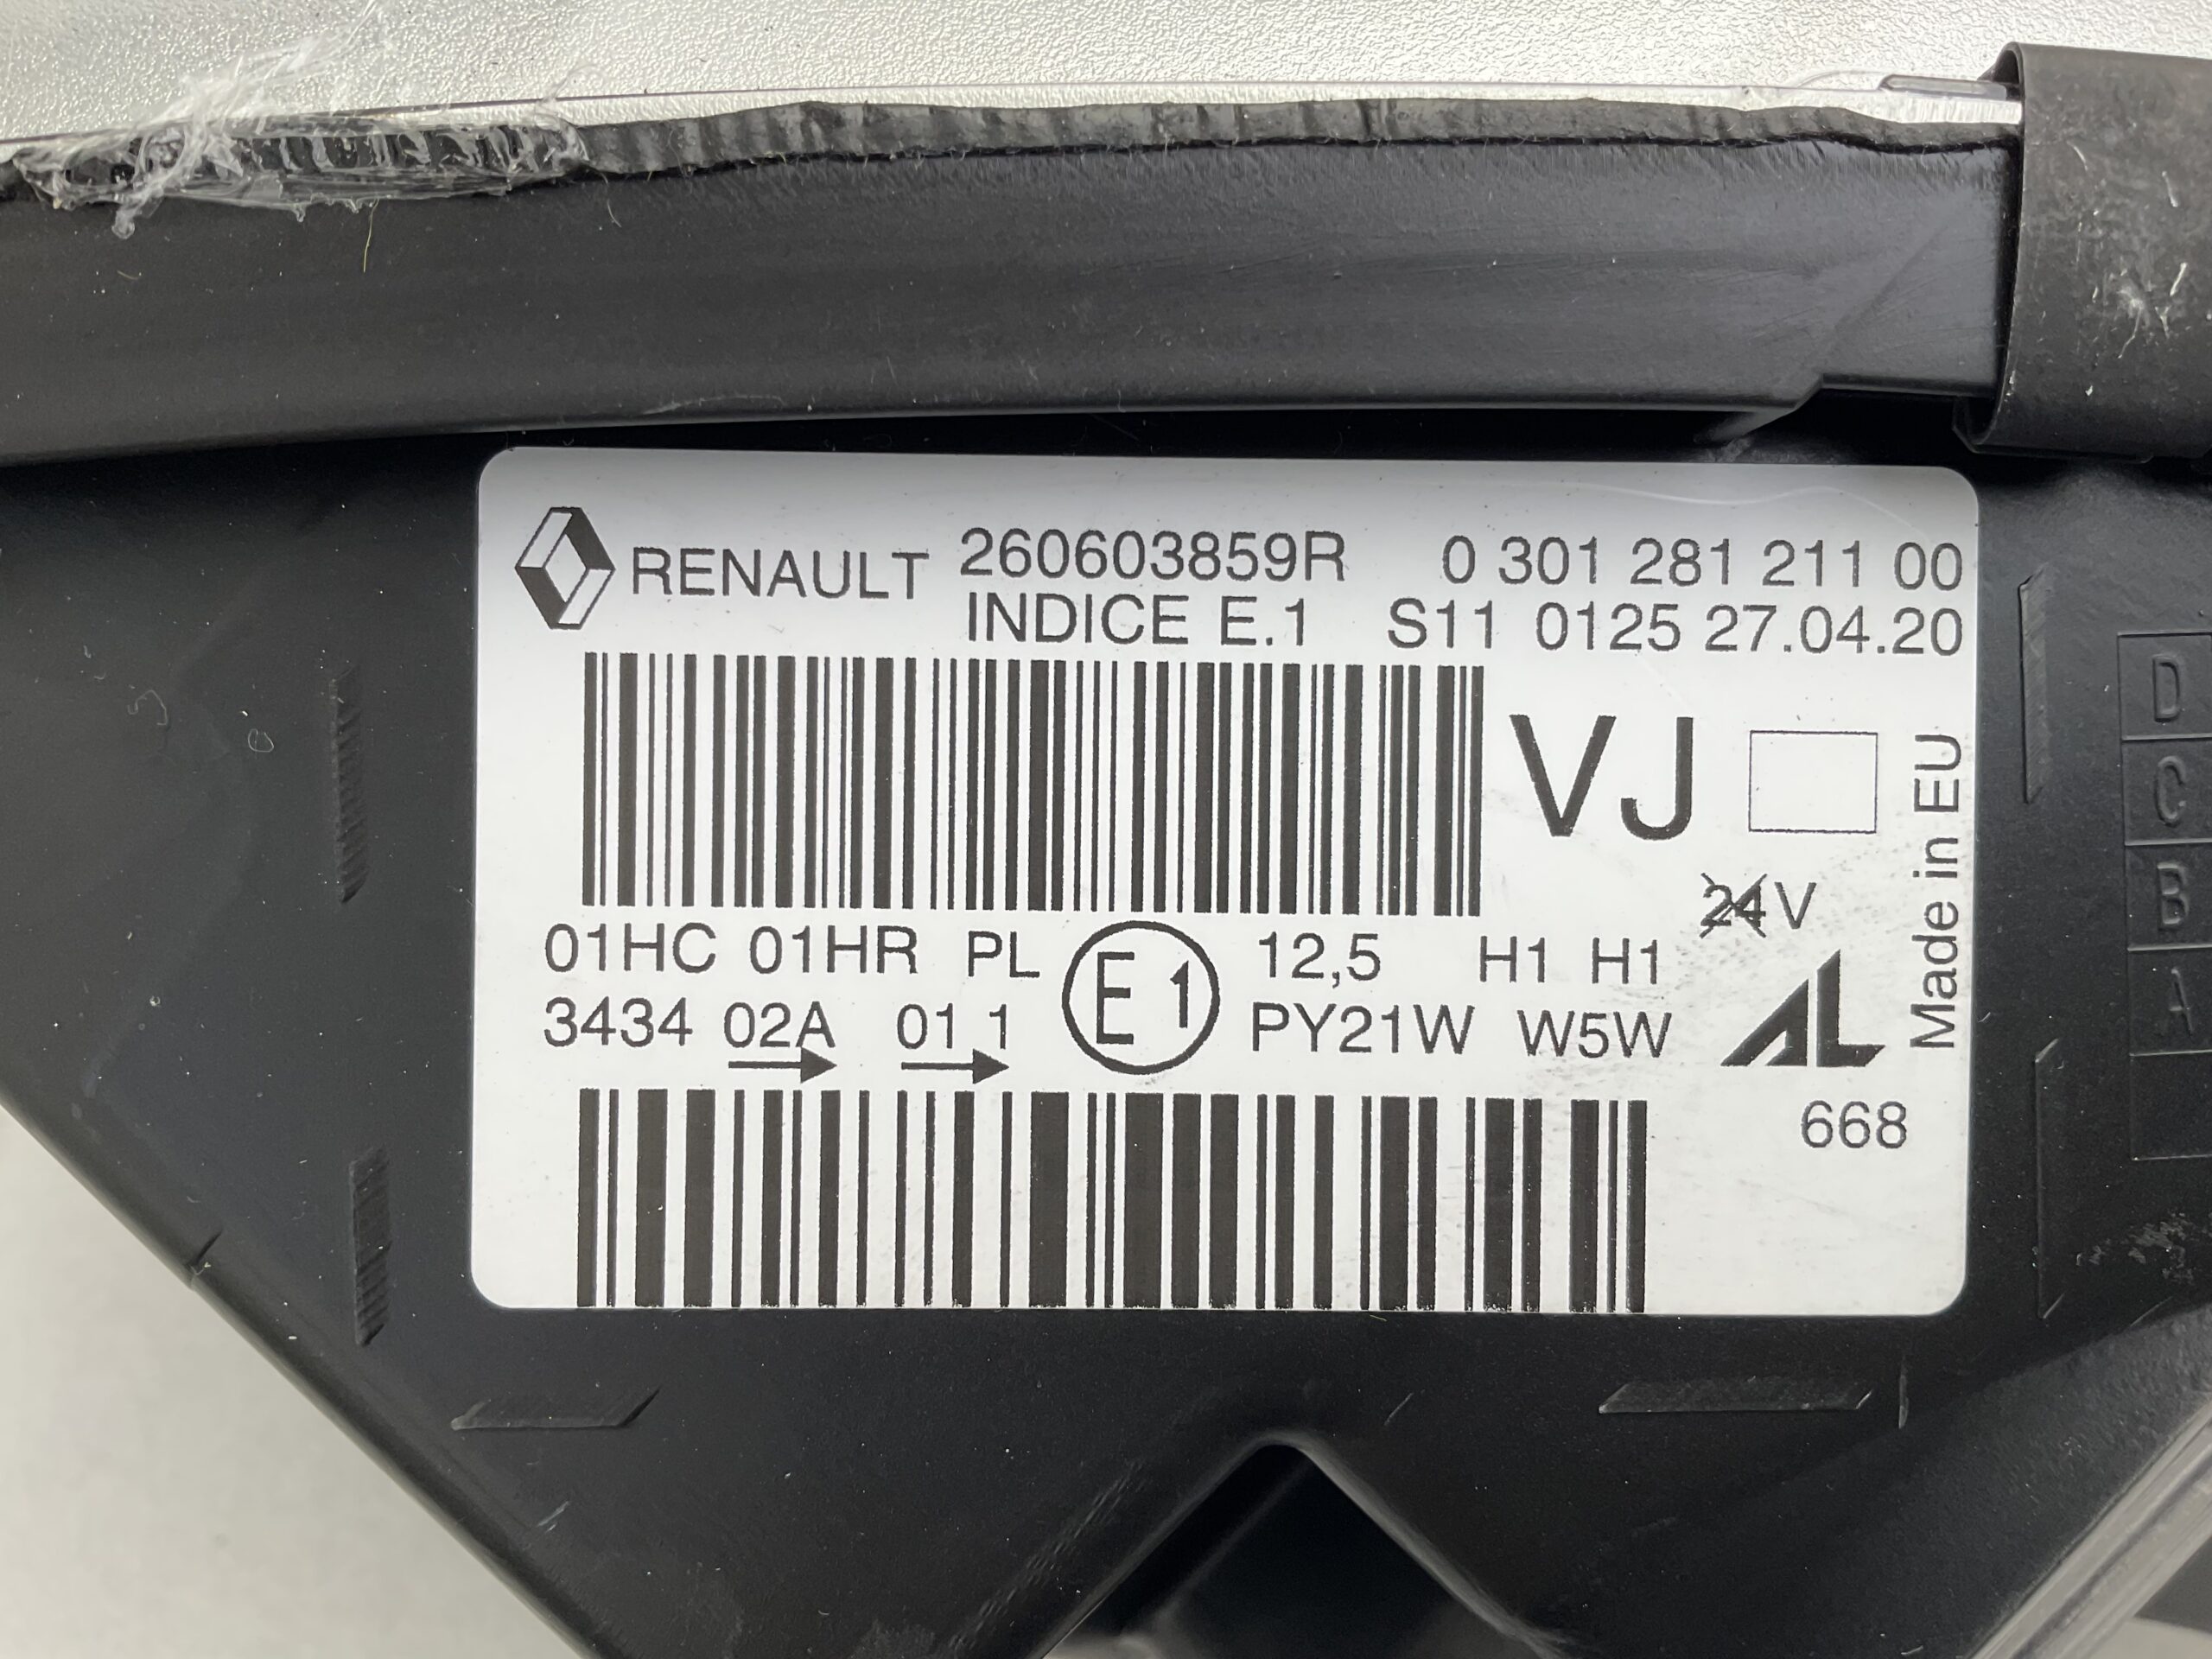 RENAULT 260603859R 0 301 281 211 00
INDICE E.1 S11 0125 27.04.20
VJ
24V
01HC 01HR PL E1 12,5 H1 H1
3434 02A 01 1 PY21W W5W
AL
668
Made in EU
D
C
B
A